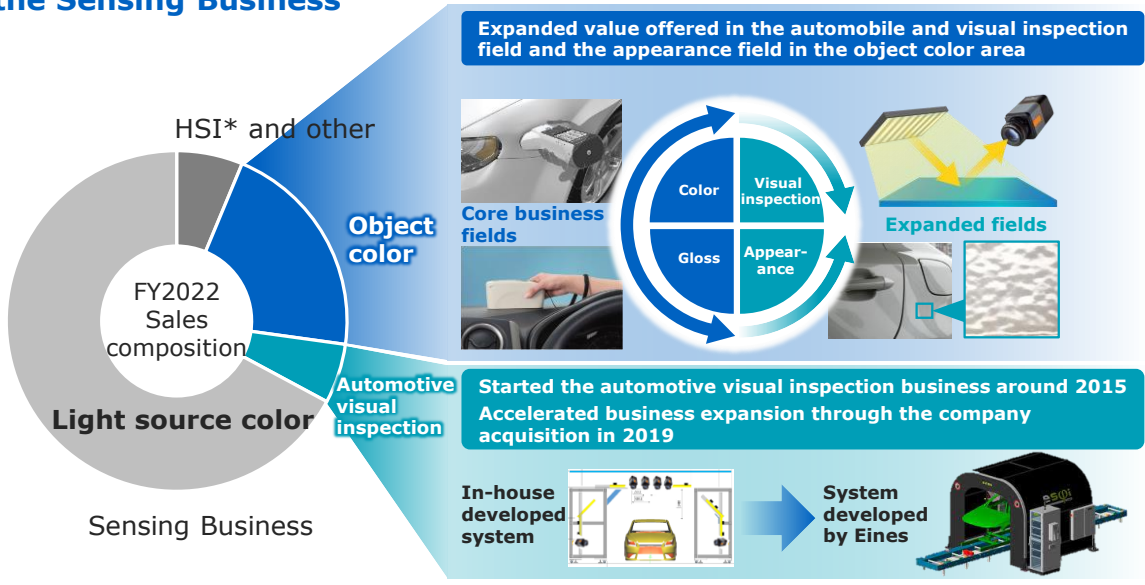 the Sensing Business
Expanded value offered in the automobile and visual inspection
field and the appearance field in the object color area
HSI* and other
Object
color
Core business
fields
Color
Visual
inspection
Gloss
Appear-
ance
Expanded fields
FY2022
Sales
composition
Light source color
Automotive
visual
inspection
Sensing Business
Started the automotive visual inspection business around 2015
Accelerated business expansion through the company
acquisition in 2019
In-house
developed
system
System
developed
by Eines